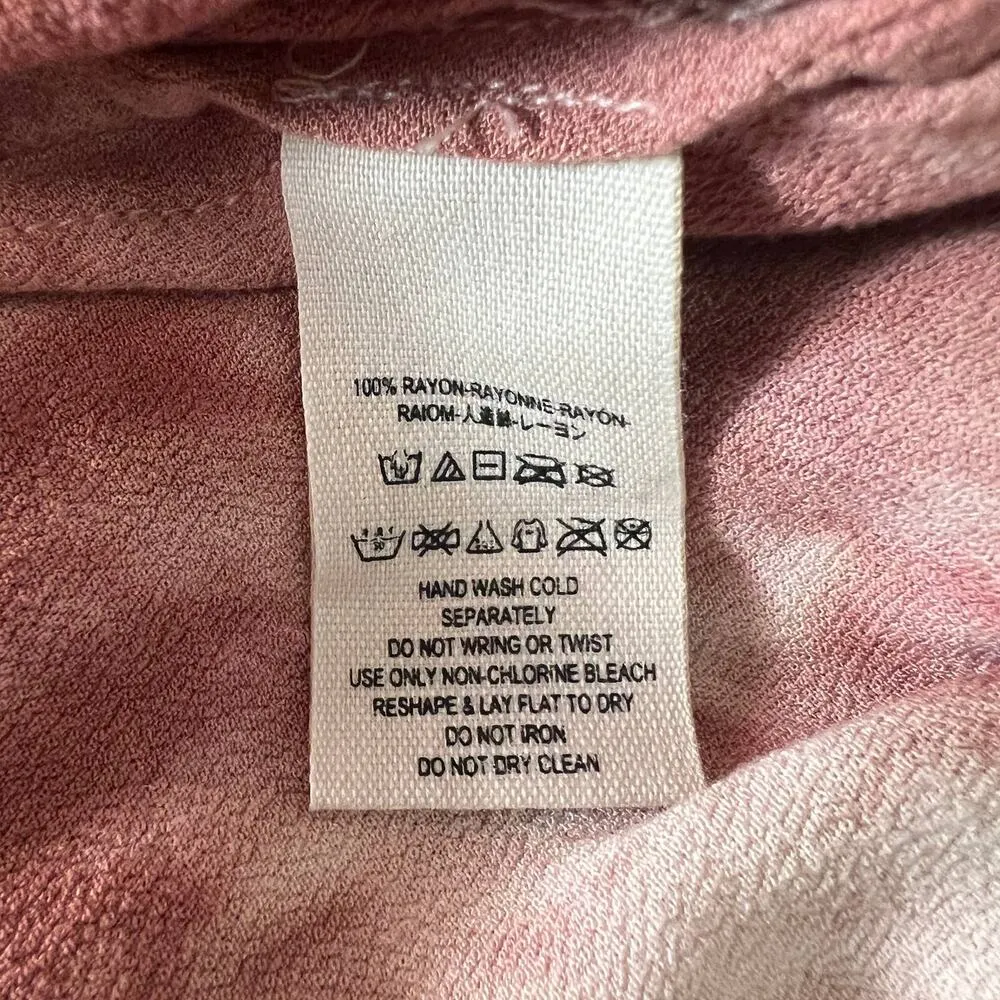 100% RAYON-RAYONNE-RAYON-
RAIOM-人造絲-レーヨン
HAND WASH COLD
SEPARATELY
DO NOT WRING OR TWIST
USE ONLY NON-CHLORINE BLEACH
RESHAPE & LAY FLAT TO DRY
DO NOT IRON
DO NOT DRY CLEAN